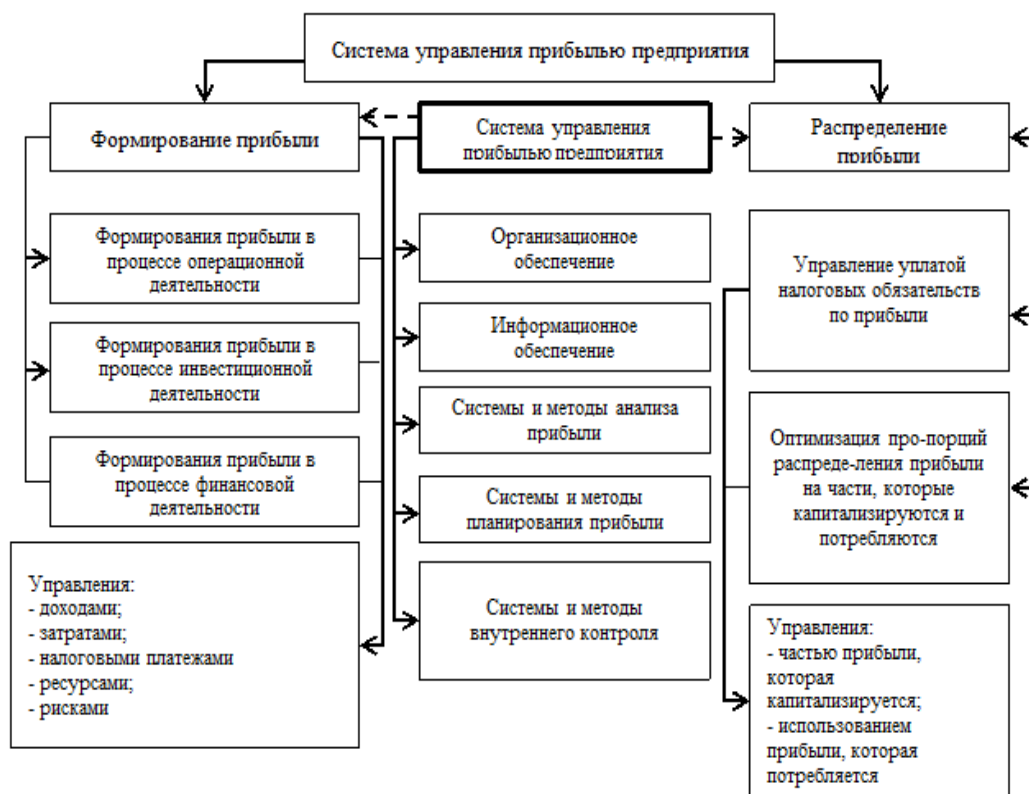 Система управления прибылью предприятия
Формирование прибыли
Система управления
прибылью предприятия
Распределение
прибыли
Формирования прибыли в
процессе операционной
деятельности
Формирования прибыли в
процессе инвестиционной
деятельности
Формирования прибыли в
процессе финансовой
деятельности
Управления:
- доходами;
- затратами;
- налоговыми платежами
- ресурсами;
- рисками
Организационное
обеспечение
Информационное
обеспечение
Системы и методы анализа
прибыли
Системы и методы
планирования прибыли
Системы и методы
внутреннего контроля
Управление уплатой
налоговых обязательств
по прибыли
Оптимизация про-порций
распреде-ления прибыли
на части, которые
капитализируются и
потребляются
Управления:
- частью прибыли,
которая
капитализируется;
- использованием
прибыли, которая
потребляется